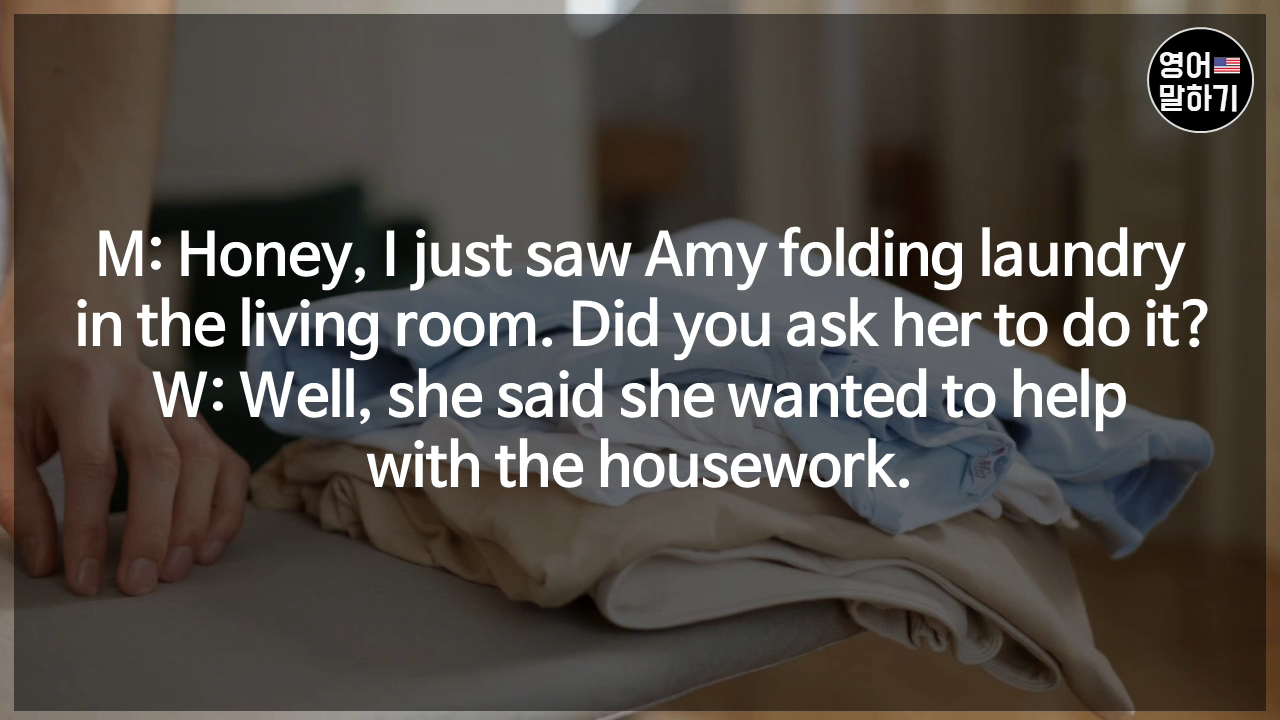 영어
말하기
M: Honey, I just saw Amy folding laundry
in the living room. Did you ask her to do it?
W: Well, she said she wanted to help
with the housework.